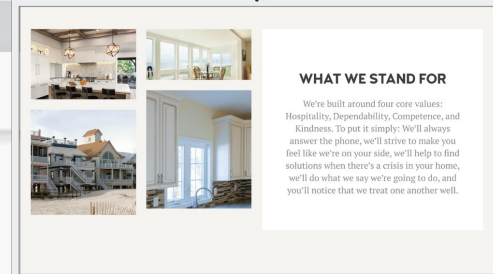 WHAT WE STAND FOR
We're built around four core values:
Hospitality, Dependability, Competence, and
Kindness. To put it simply: We'll always
answer the phone, we'll strive to make you
feel like we're on your side, we'll help to find
solutions when there's a crisis in your home,
we'll do what we say we're going to do, and
you'll notice that we treat one another well.